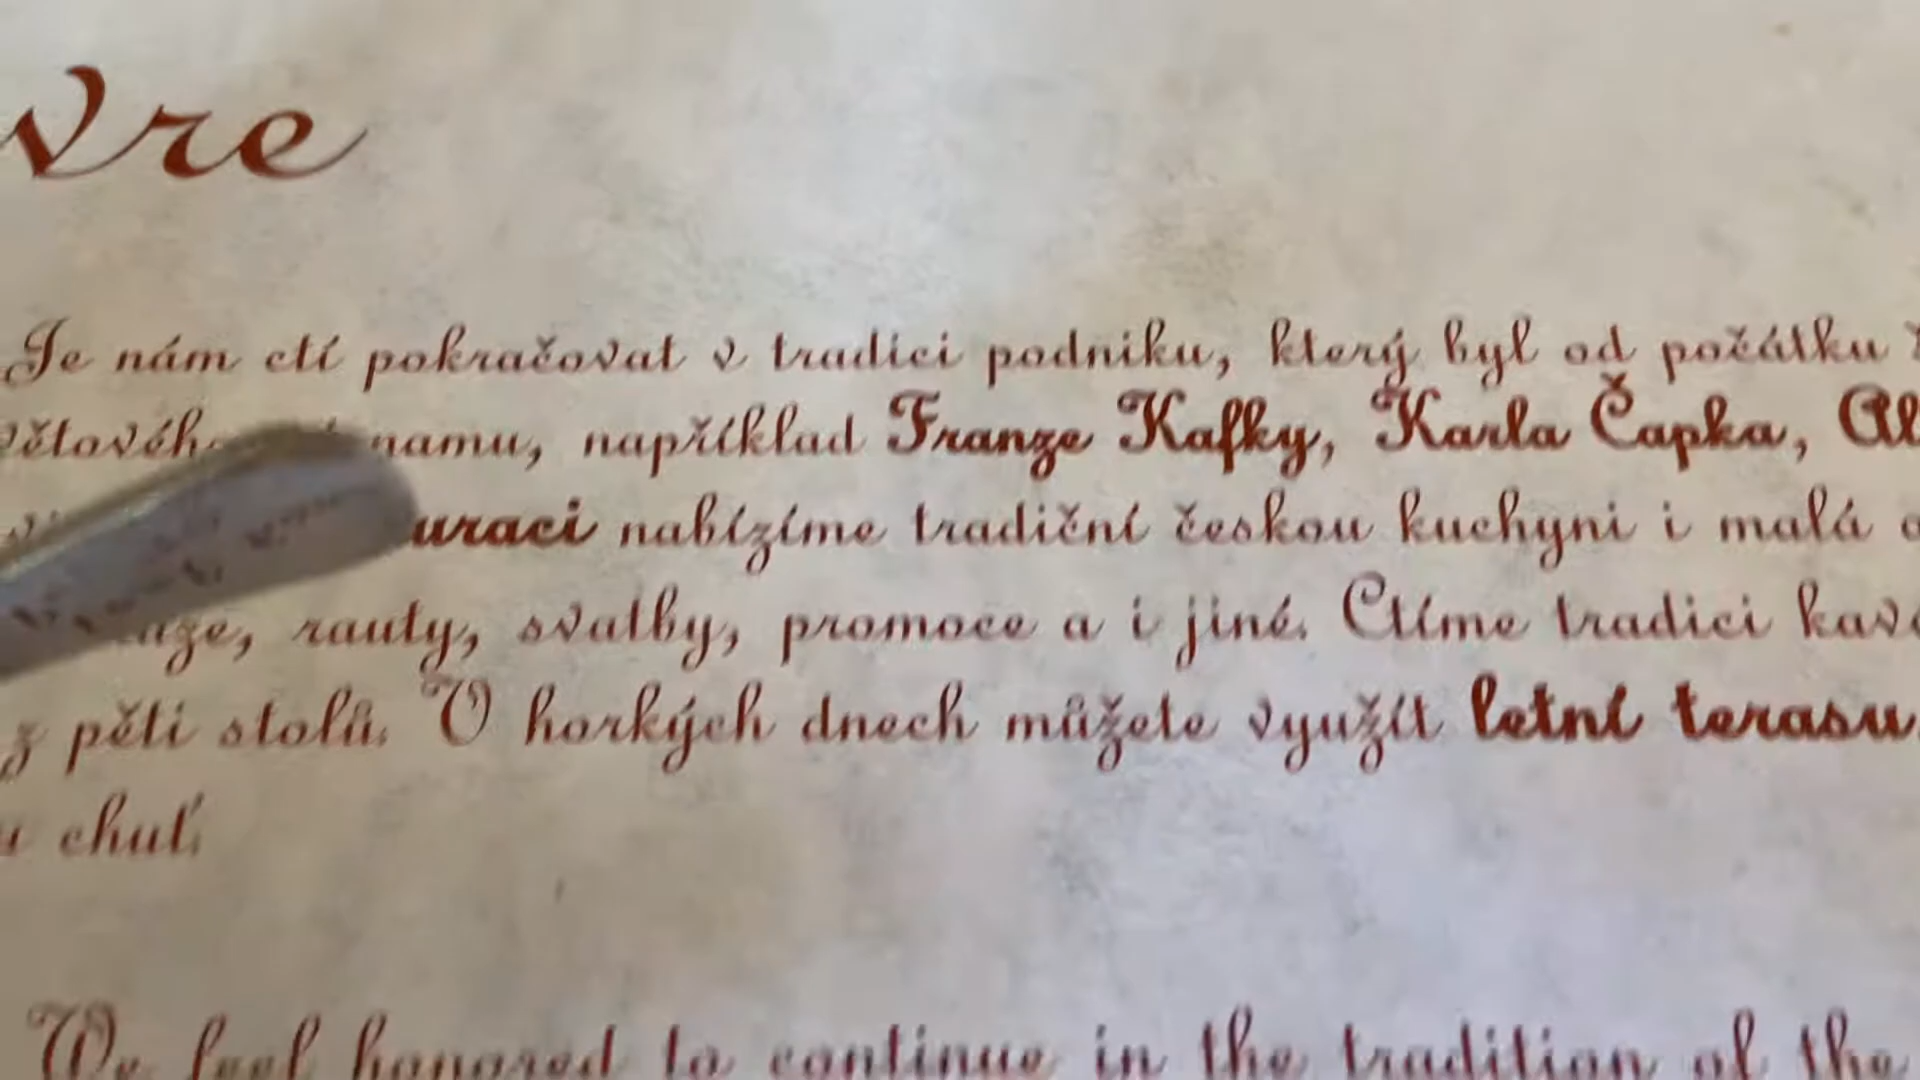 vre
Je nám ctí pokračovat v tradici podniku, který byl od počátku
namu, například Franze Kafky, Karla Čapka, Al
uraci nabízíme tradiční českou kuchyni i malá
rauty, svatby, promoce a i jiné. Ctíme tradici kav
z pěti stolů. V horkých dnech můžete využít letní terasu
u chuť.
We feel honored to continue in the tradition of the